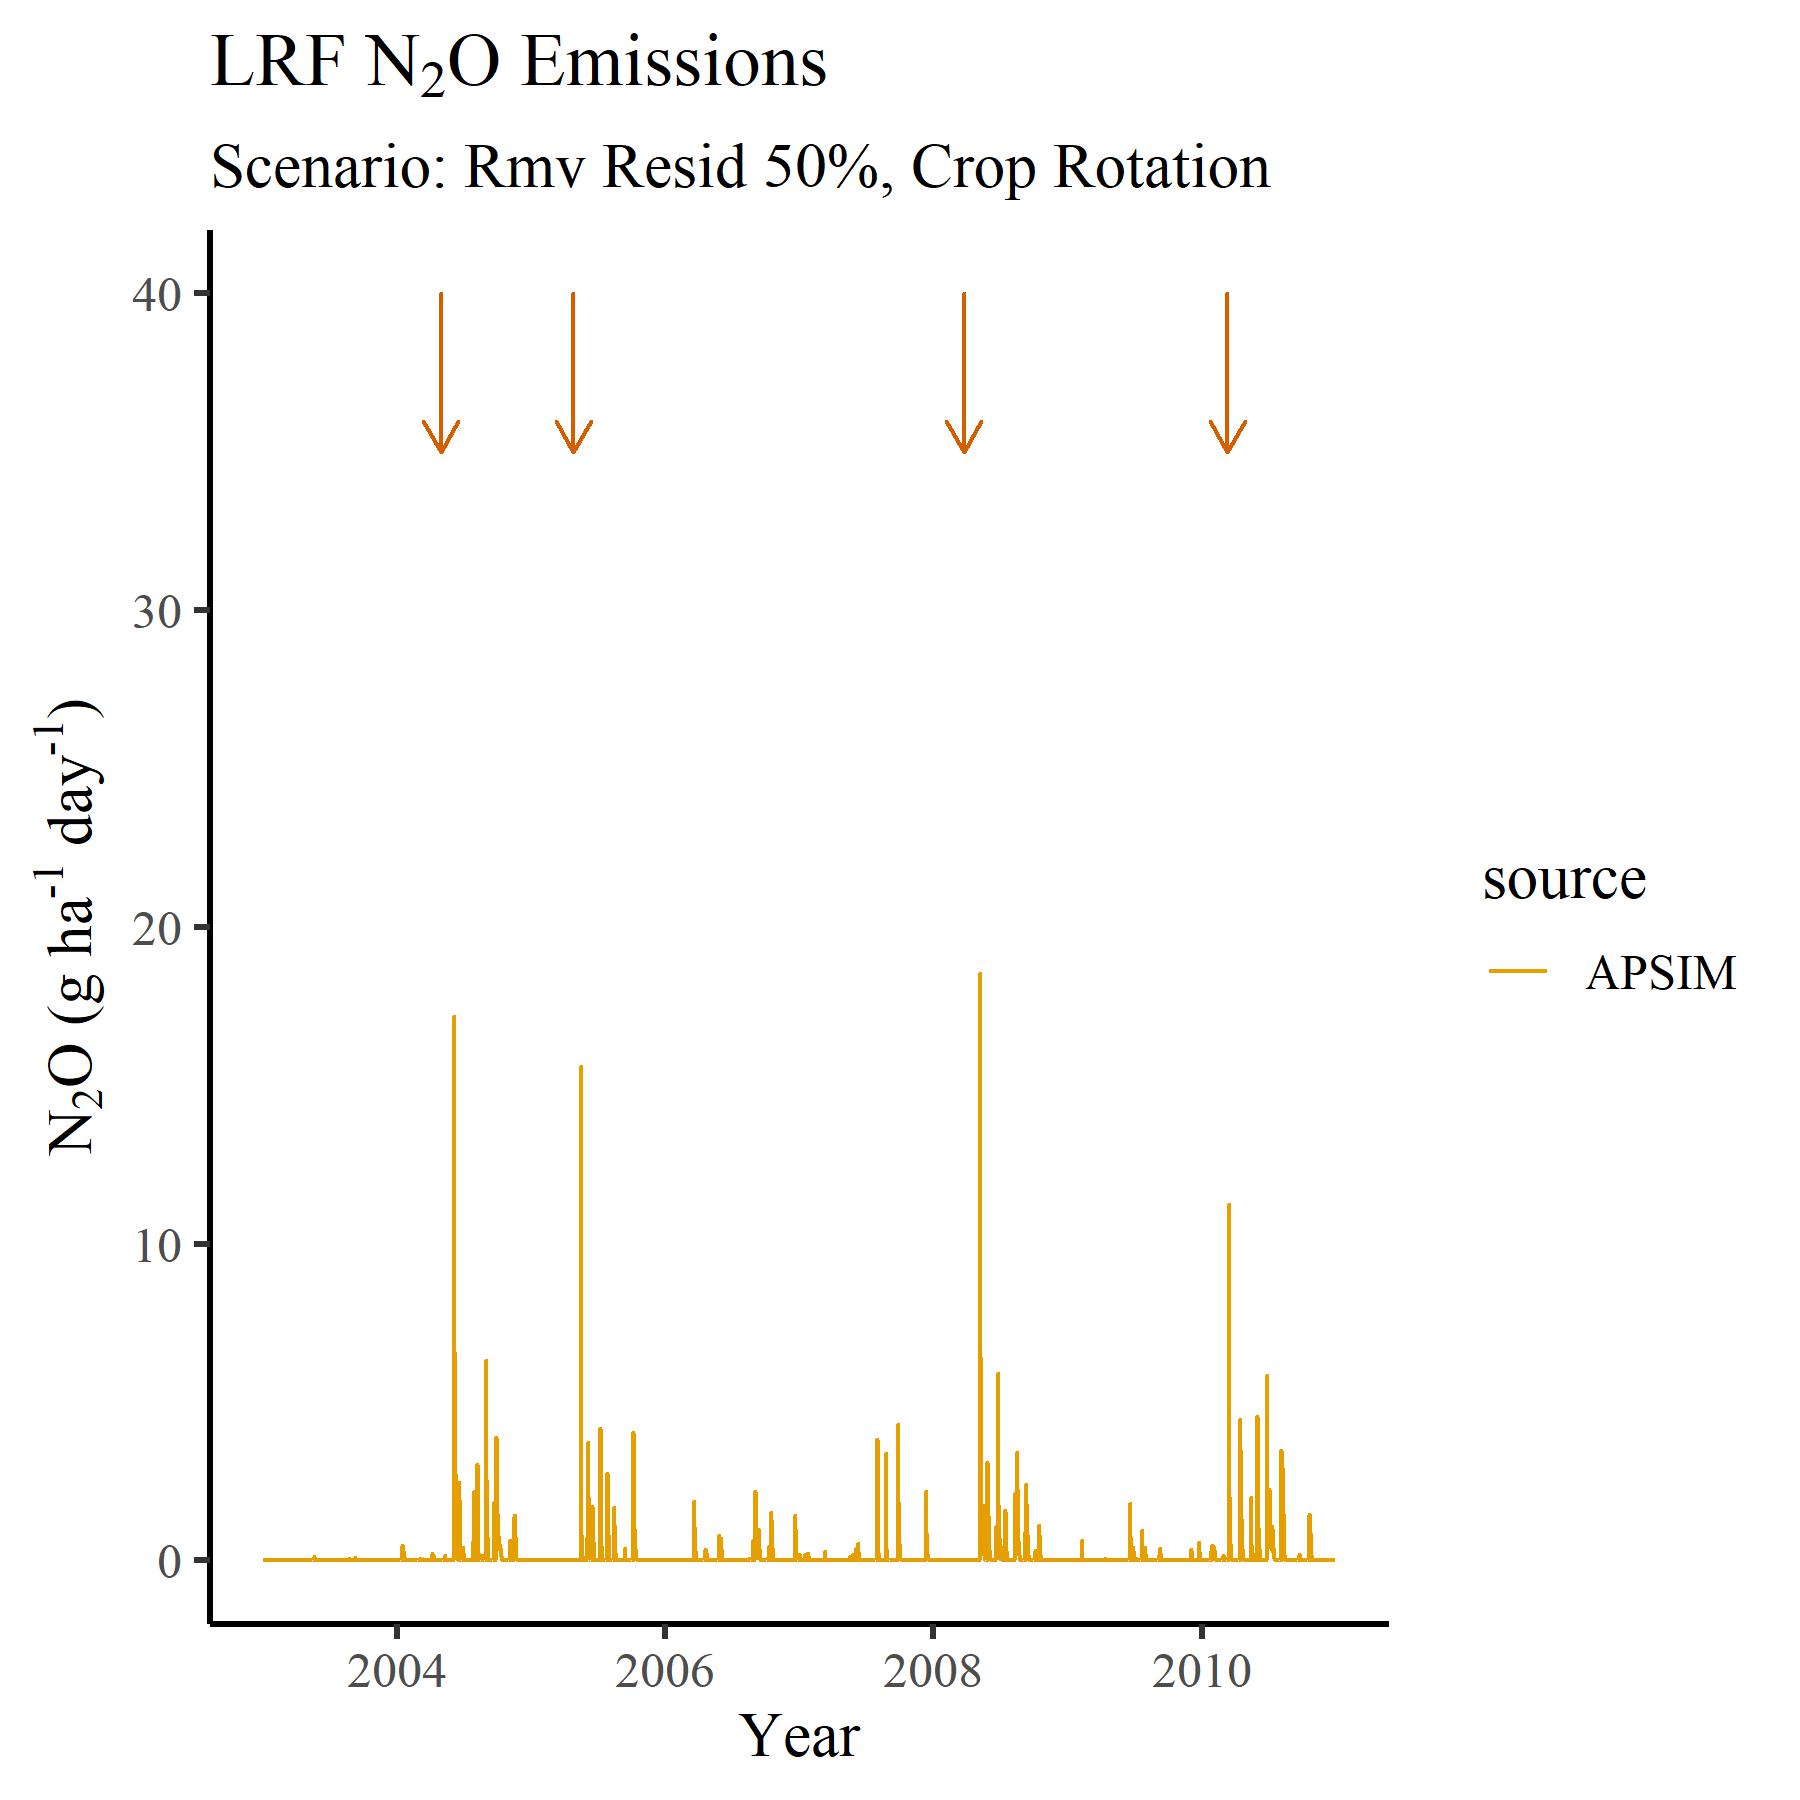 LRF N₂O Emissions
Scenario: Rmv Resid 50%, Crop Rotation
N₂O (g ha⁻¹ day⁻¹)
40
30
20
10
0
2004 2006 2008 2010
Year
source
APSIM